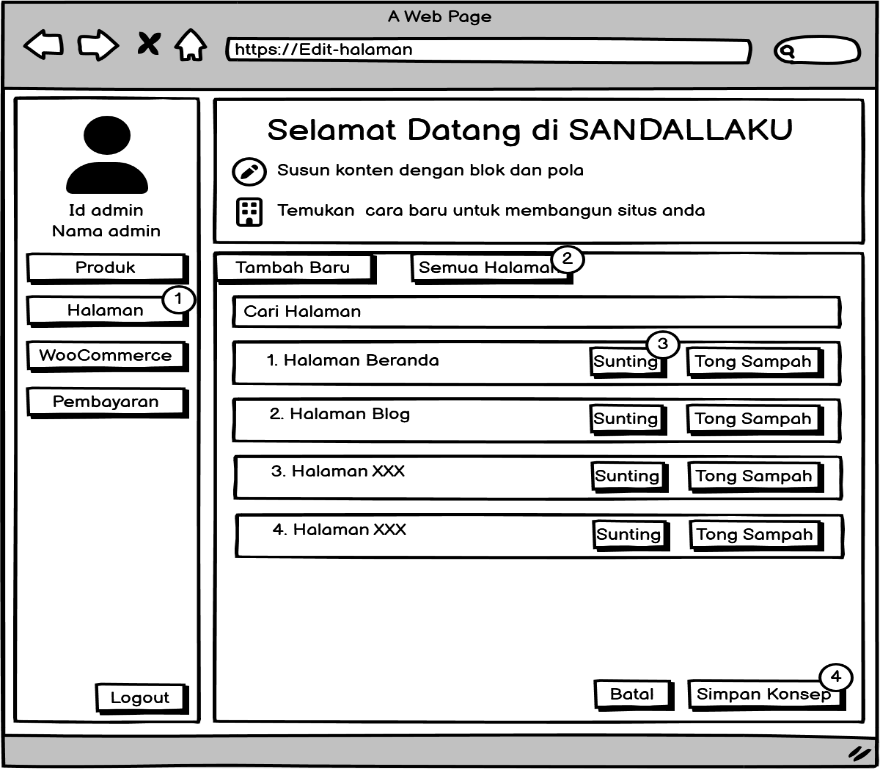 A Web Page
https://Edit-halaman
Id admin
Nama admin
Produk
Halaman 1
WooCommerce
Pembayaran
Logout
Selamat Datang di SANDALLAKU
Susun konten dengan blok dan pola
Temukan cara baru untuk membangun situs anda
Tambah Baru Semua Halaman 2
Cari Halaman
1. Halaman Beranda Sunting 3 Tong Sampah
2. Halaman Blog Sunting Tong Sampah
3. Halaman XXX Sunting Tong Sampah
4. Halaman XXX Sunting Tong Sampah
Batal Simpan Konsep 4